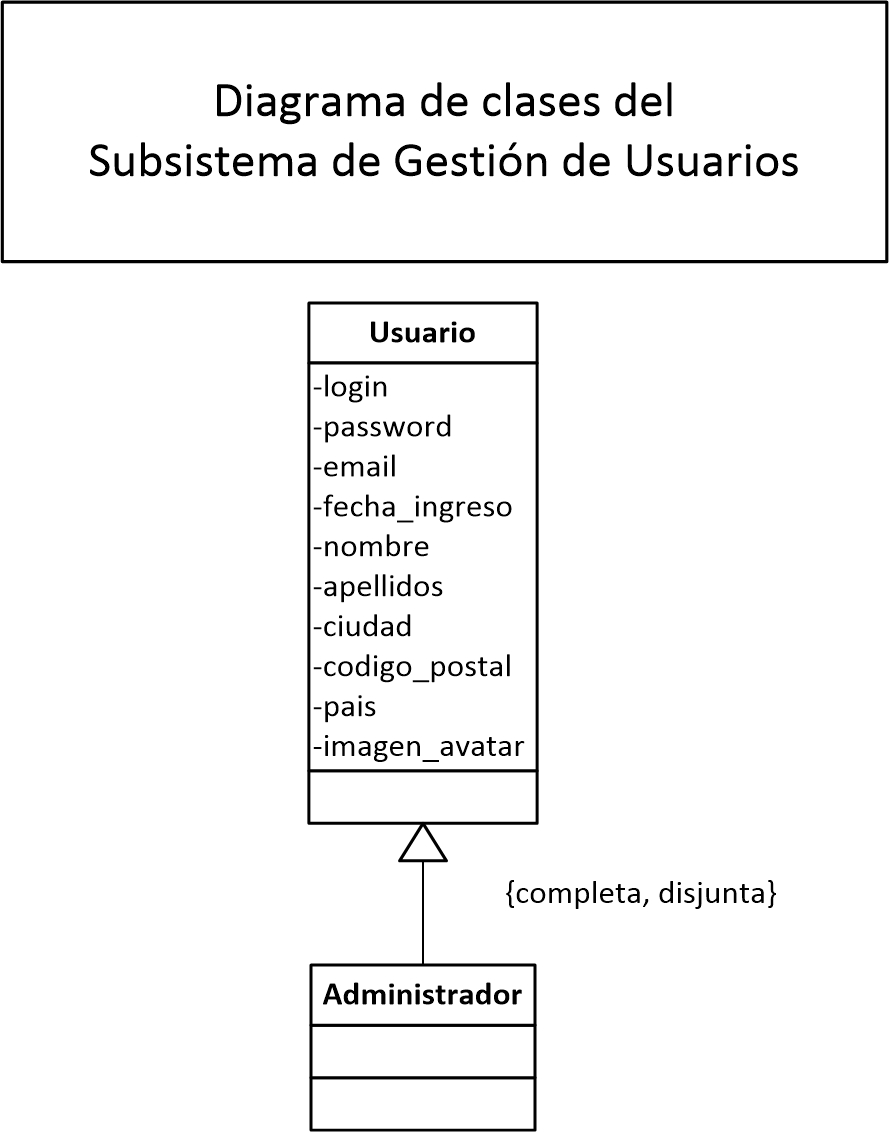 Diagrama de clases del
Subsistema de Gestión de Usuarios
Usuario
-login
-password
-email
-fecha_ingreso
-nombre
-apellidos
-ciudad
-codigo_postal
-pais
-imagen_avatar
{completa, disjunta}
Administrador